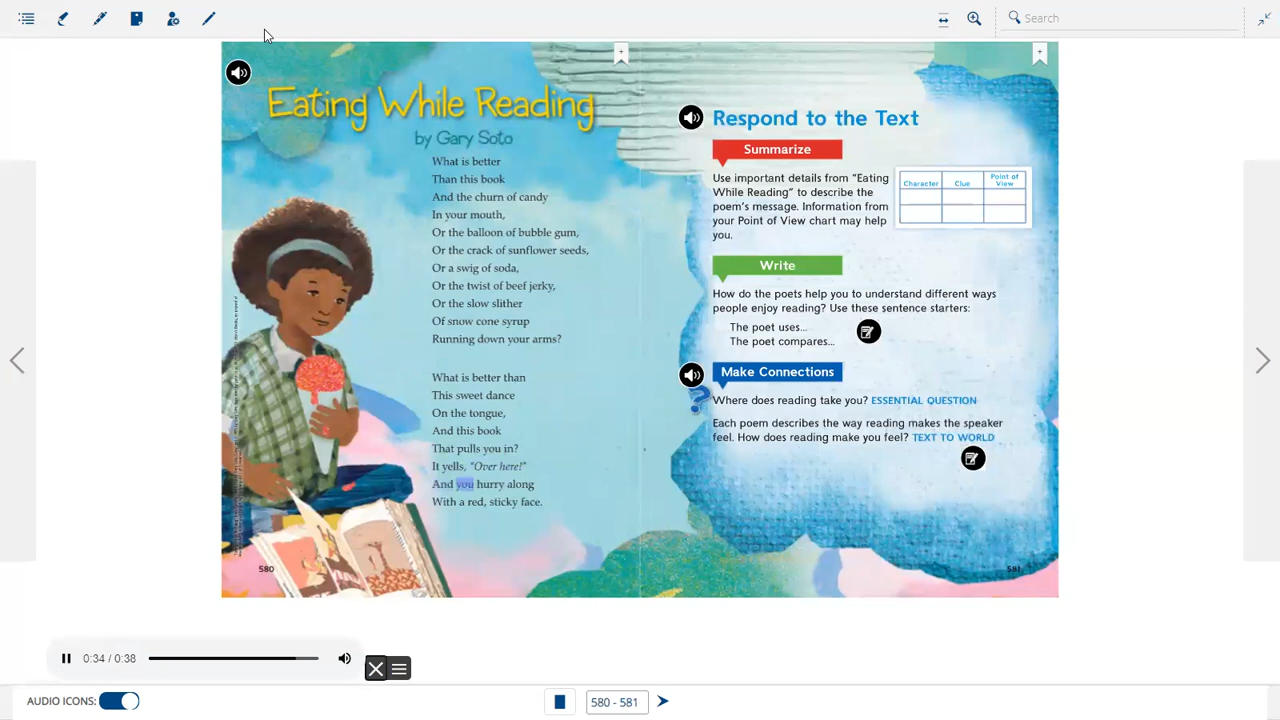 Search
Eating While Reading
by Gary Soto
What is better
Than this book
And the churn of candy
In your mouth,
Or the balloon of bubble gum,
Or the crack of sunflower seeds,
Or a swig of soda,
Or the twist of beef jerky,
Or the slow slither
Of snow cone syrup
Running down your arms?
What is better than
This sweet dance
On the tongue,
And this book
That pulls you in?
It yells, "Over here!"
And you hurry along
With a red, sticky face.
580
Respond to the Text
Summarize
Use important details from "Eating
While Reading" to describe the
poem's message. Information from
your Point of View chart may help
you.
Character Clue Point of View
Write
How do the poets help you to understand different ways
people enjoy reading? Use these sentence starters:
The poet uses...
The poet compares...
Make Connections
Where does reading take you? ESSENTIAL QUESTION
Each poem describes the way reading makes the speaker
feel. How does reading make you feel? TEXT TO WORLD
581
0:34 / 0:38
AUDIO ICONS:
580 - 581